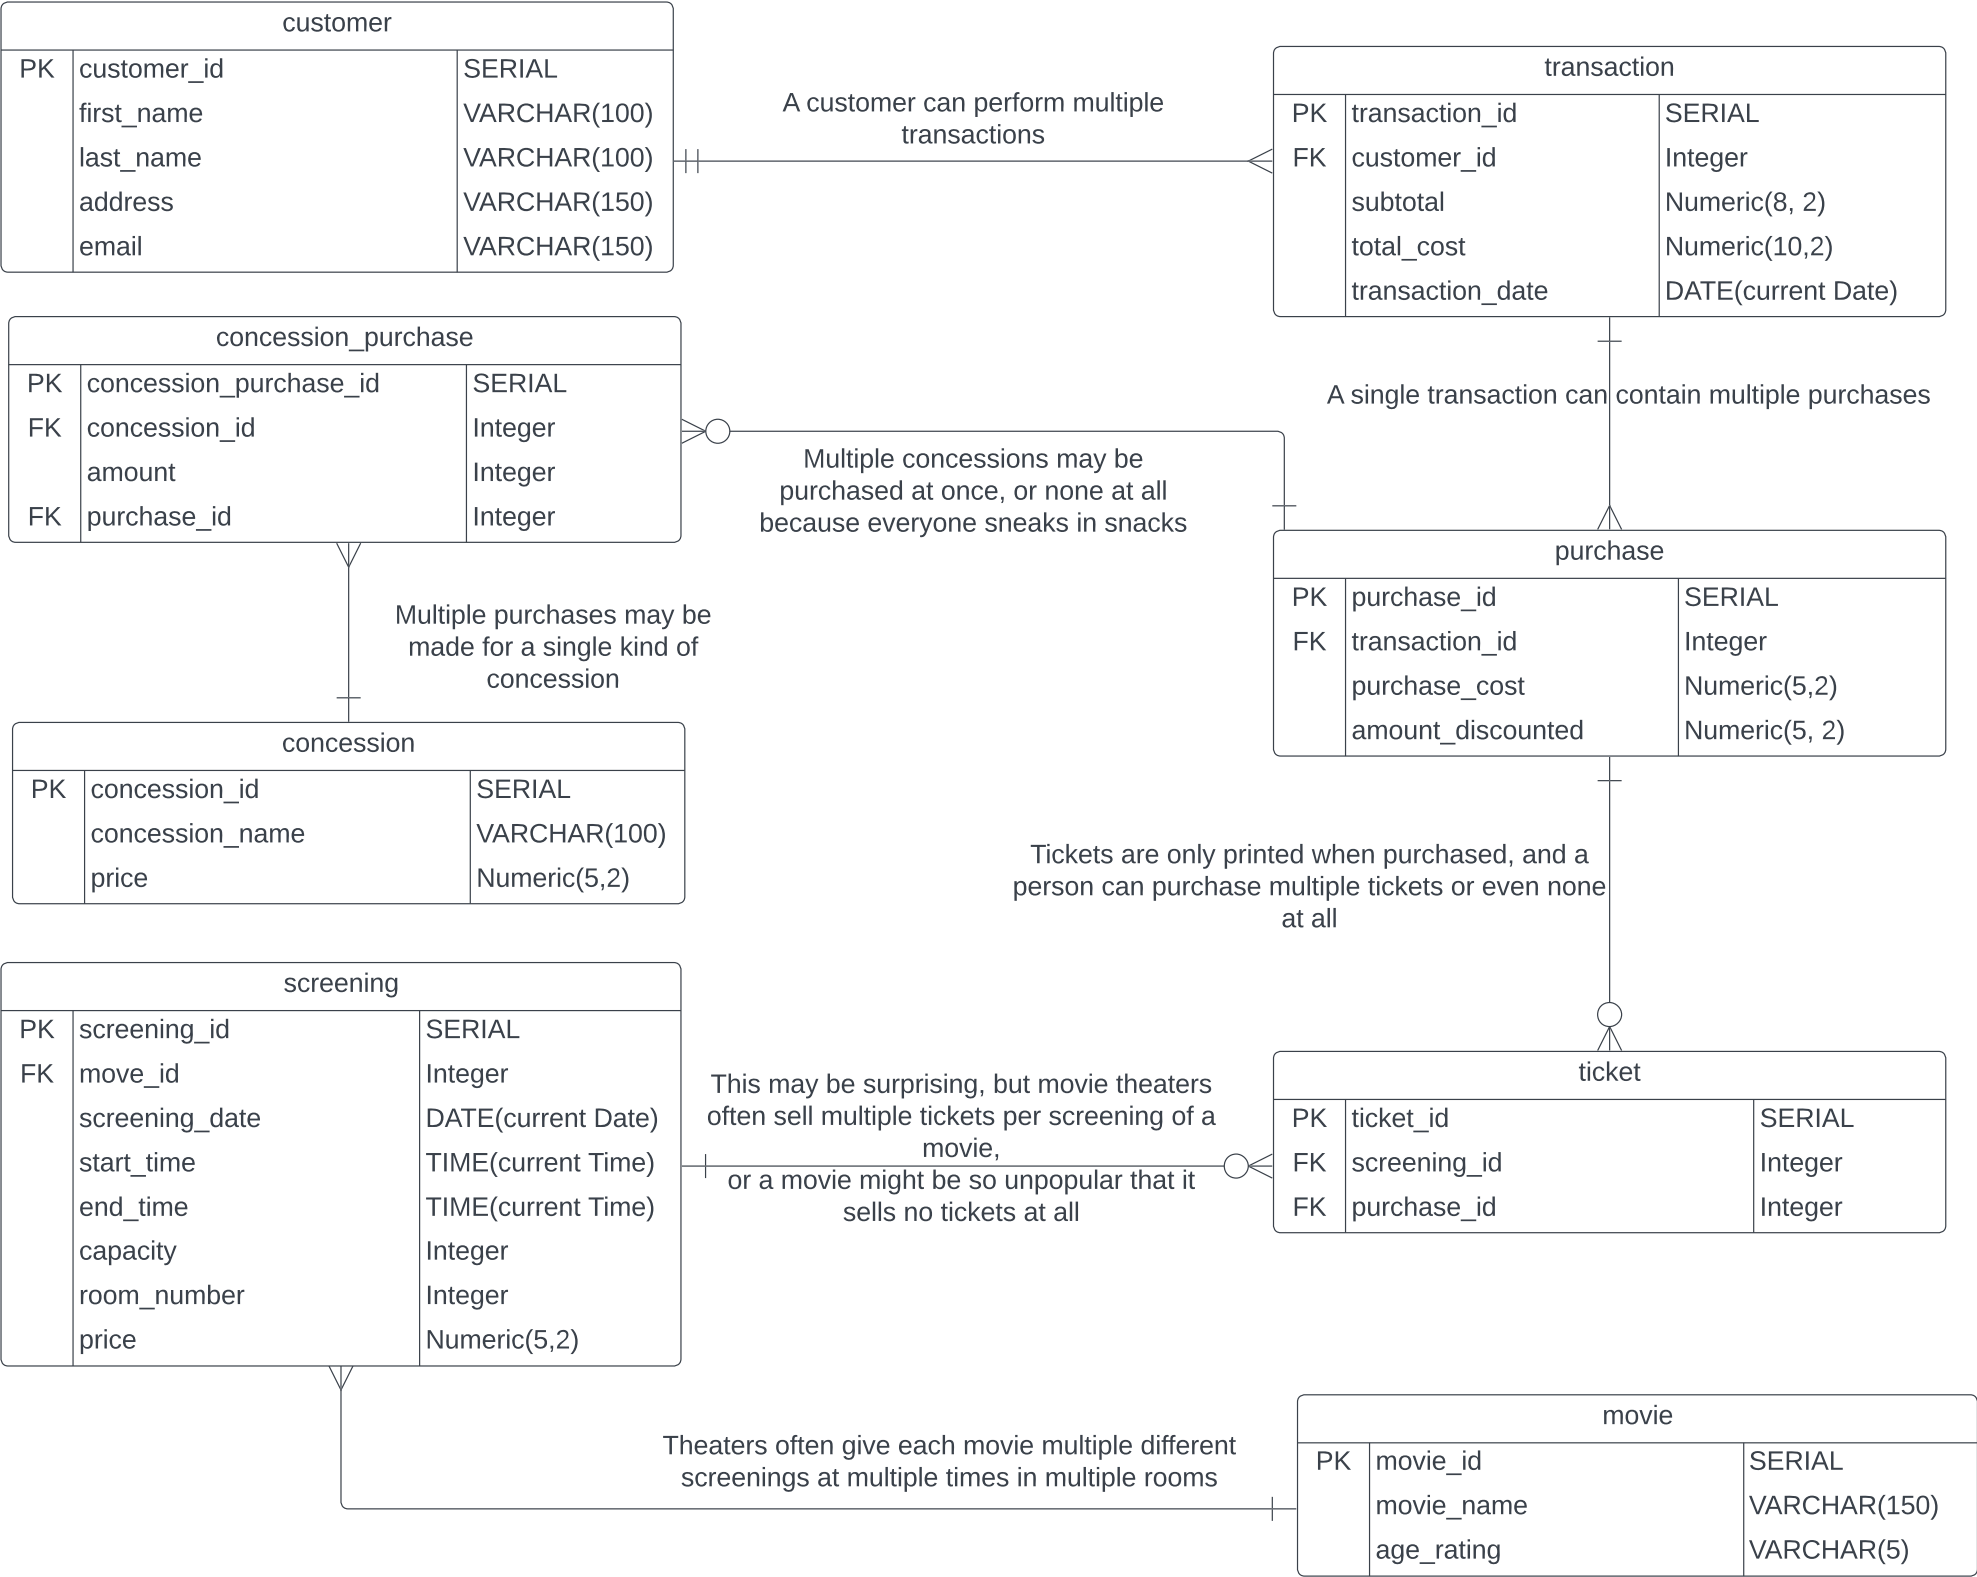 customer
PK customer_id SERIAL
first_name VARCHAR(100)
last_name VARCHAR(100)
address VARCHAR(150)
email VARCHAR(150)
A customer can perform multiple
transactions
transaction
PK transaction_id SERIAL
FK customer_id Integer
subtotal Numeric(8, 2)
total_cost Numeric(10,2)
transaction_date DATE(current Date)
concession_purchase
PK concession_purchase_id SERIAL
FK concession_id Integer
amount Integer
FK purchase_id Integer
Multiple concessions may be
purchased at once, or none at all
because everyone sneaks in snacks
A single transaction can contain multiple purchases
purchase
PK purchase_id SERIAL
FK transaction_id Integer
purchase_cost Numeric(5,2)
amount_discounted Numeric(5, 2)
Multiple purchases may be
made for a single kind of
concession
concession
PK concession_id SERIAL
concession_name VARCHAR(100)
price Numeric(5,2)
Tickets are only printed when purchased, and a
person can purchase multiple tickets or even none
at all
screening
PK screening_id SERIAL
FK move_id Integer
screening_date DATE(current Date)
start_time TIME(current Time)
end_time TIME(current Time)
capacity Integer
room_number Integer
price Numeric(5,2)
This may be surprising, but movie theaters
often sell multiple tickets per screening of a
movie,
or a movie might be so unpopular that it
sells no tickets at all
ticket
PK ticket_id SERIAL
FK screening_id Integer
FK purchase_id Integer
Theaters often give each movie multiple different
screenings at multiple times in multiple rooms
movie
PK movie_id SERIAL
movie_name VARCHAR(150)
age_rating VARCHAR(5)